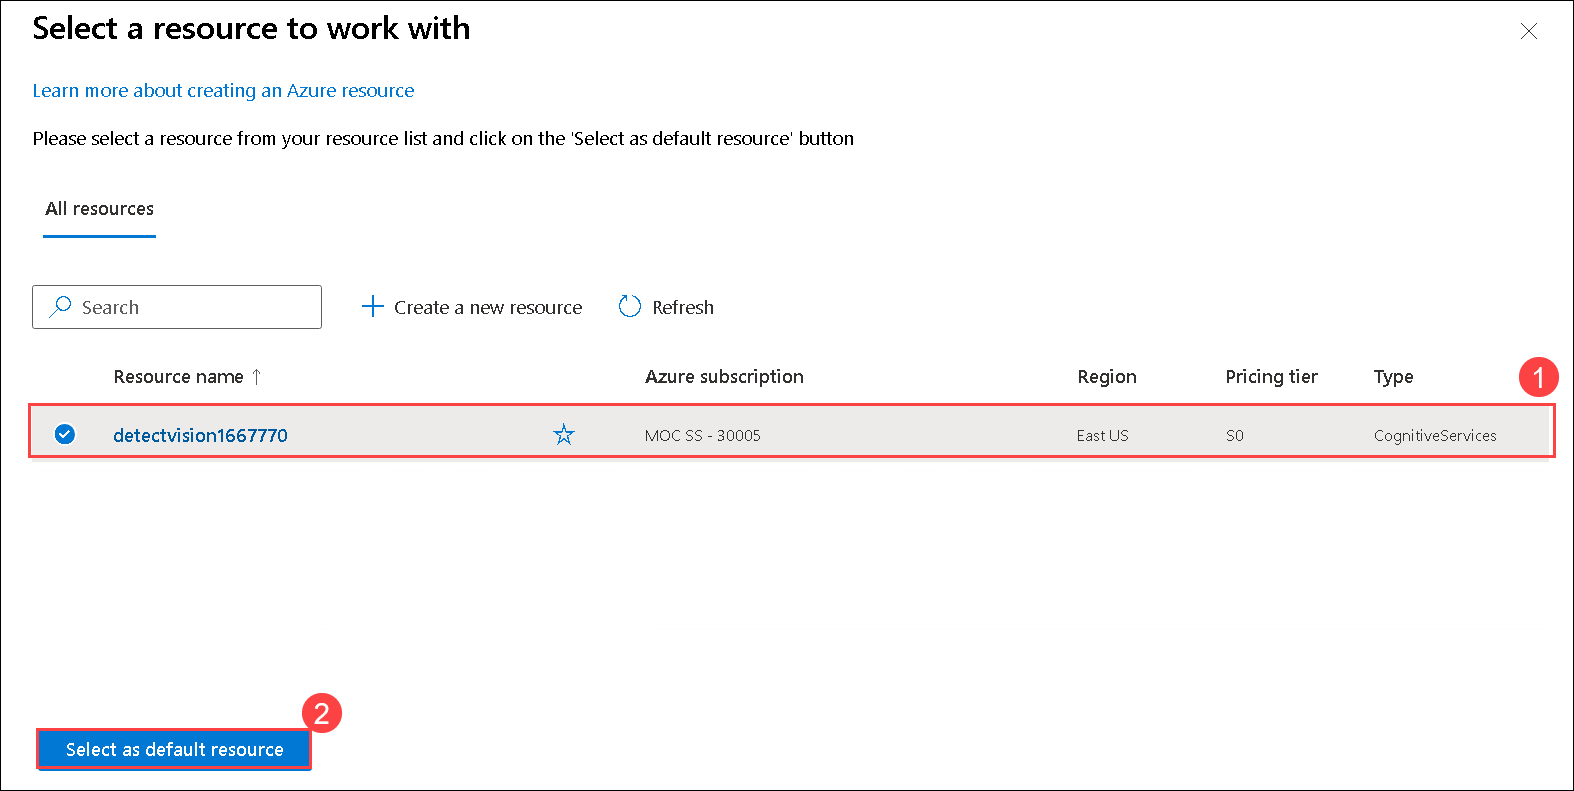 Select a resource to work with
Learn more about creating an Azure resource
Please select a resource from your resource list and click on the 'Select as default resource' button
All resources
Search Create a new resource Refresh
Resource name ↑ Azure subscription Region Pricing tier Type 1
detectvision1667770 MOC SS - 30005 East US S0 CognitiveServices
2
Select as default resource